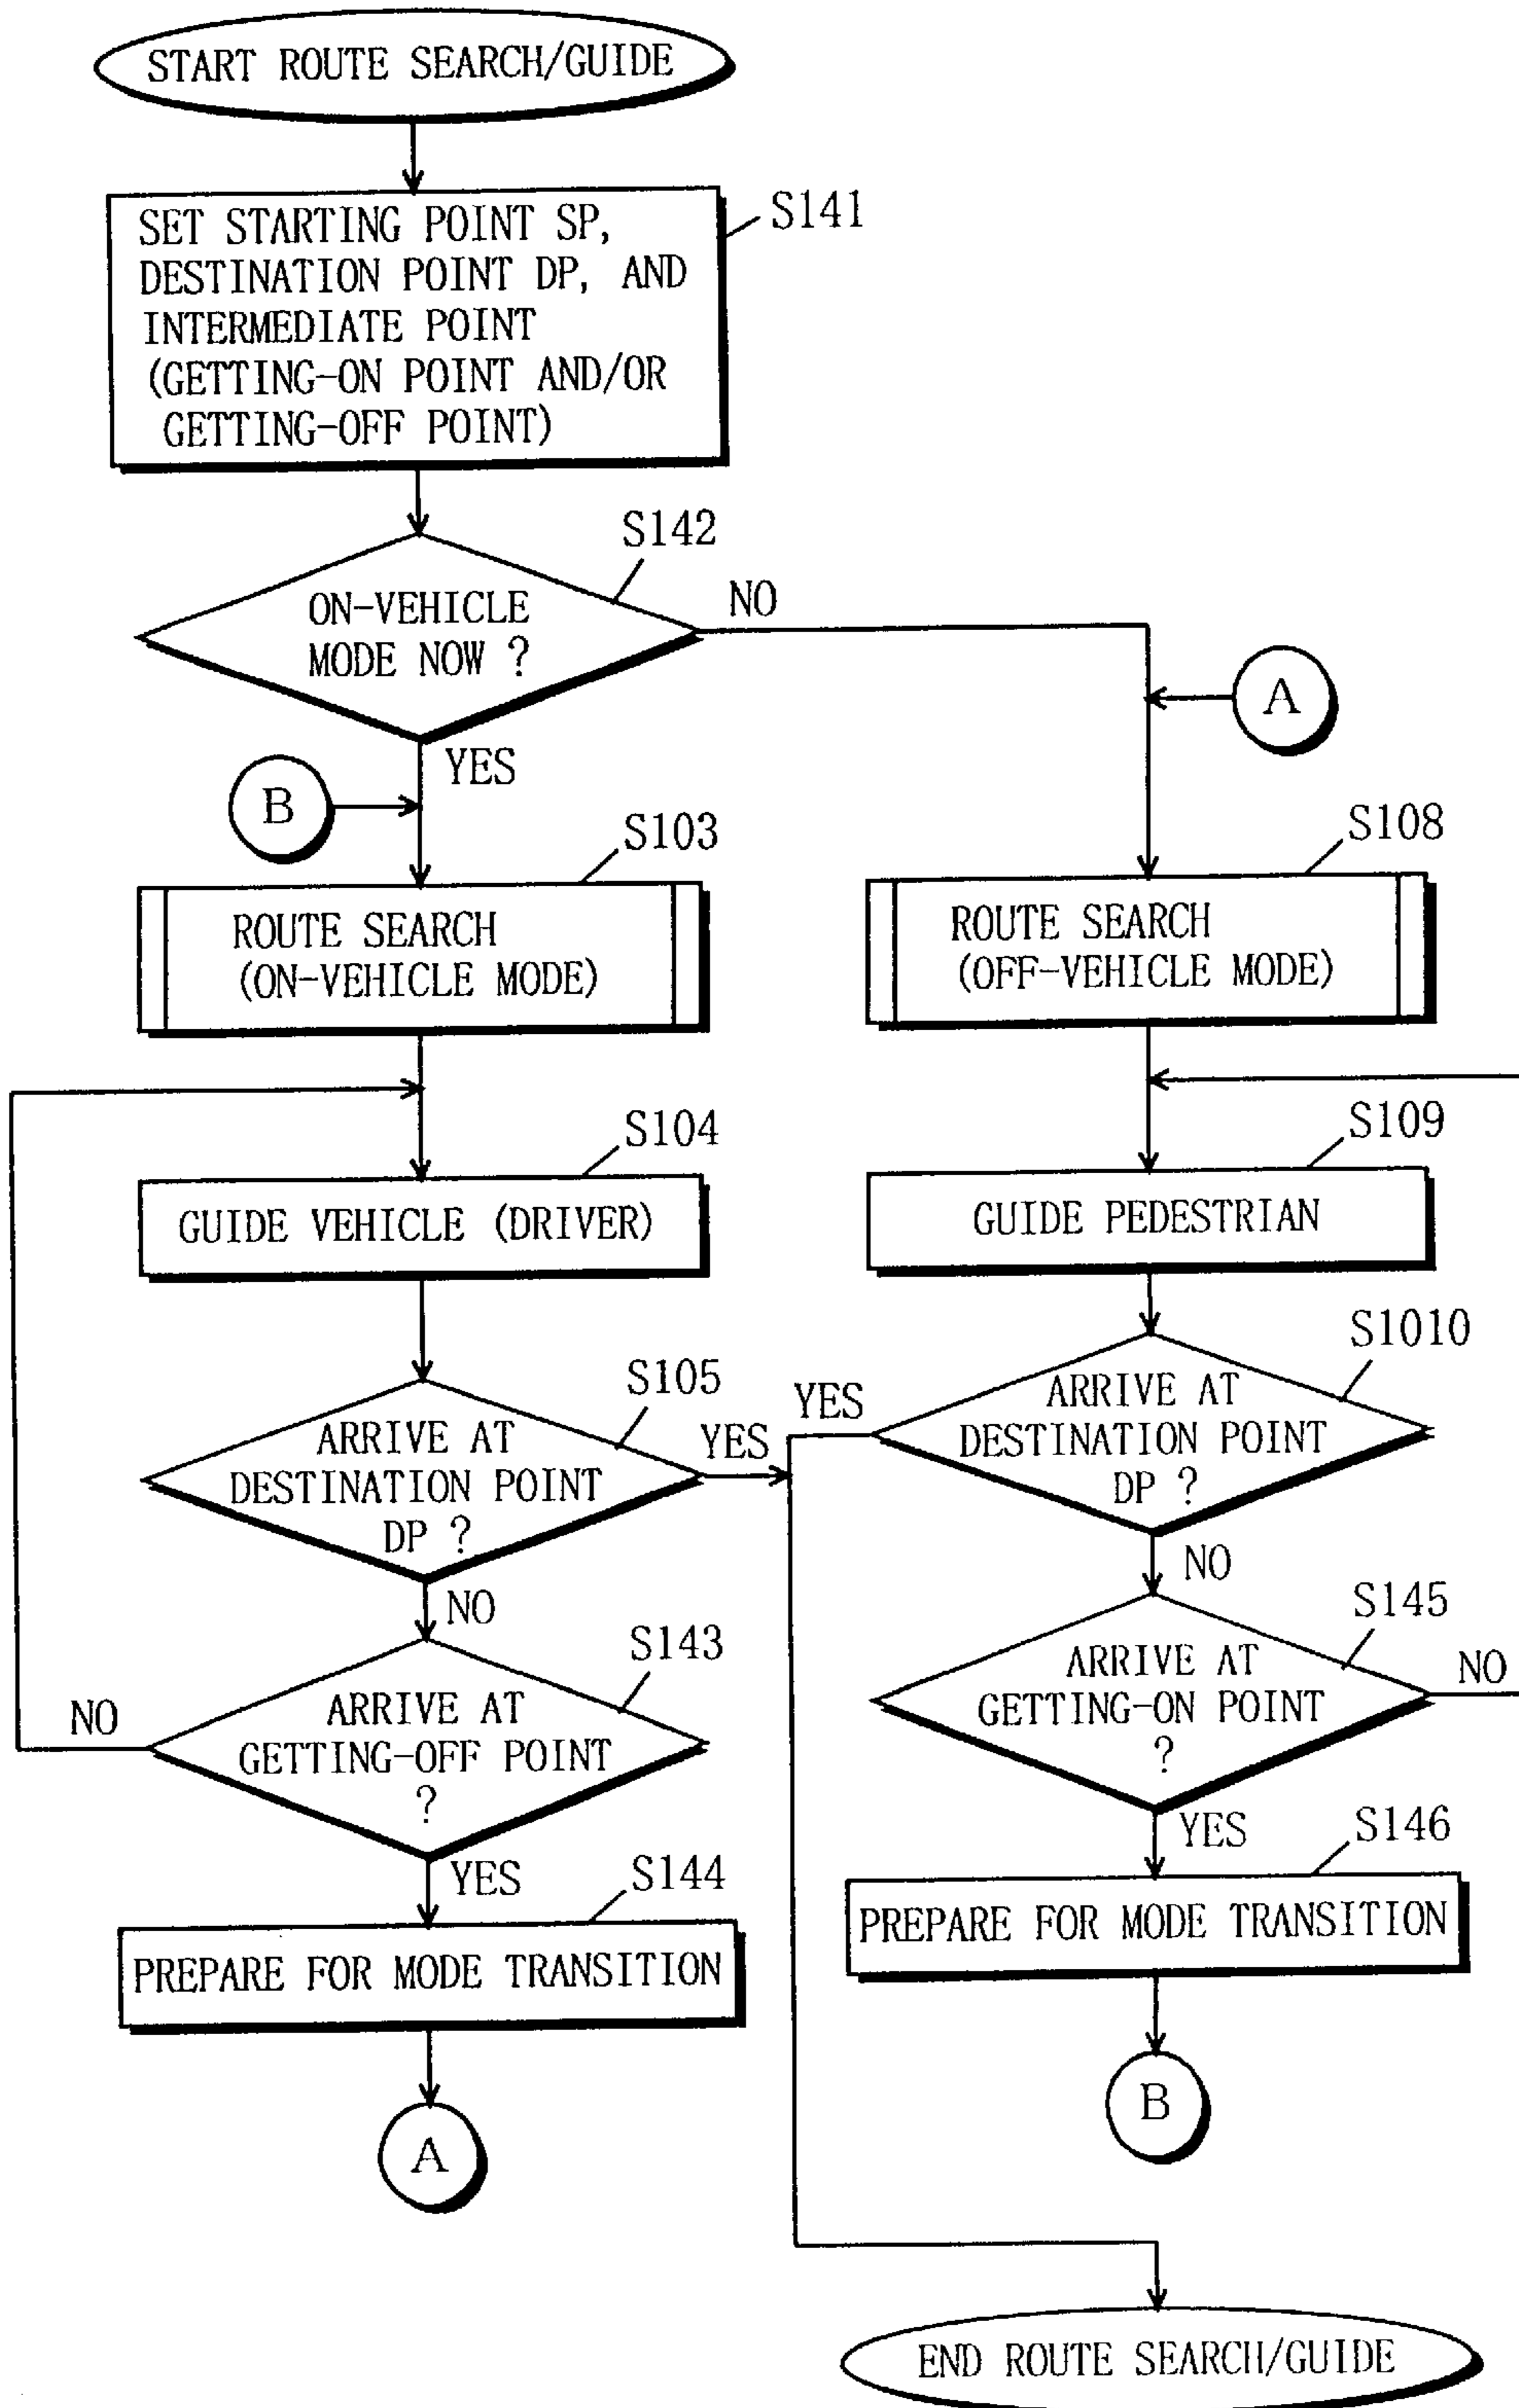 START ROUTE SEARCH/GUIDE
SET STARTING POINT SP,
DESTINATION POINT DP, AND
INTERMEDIATE POINT
(GETTING-ON POINT AND/OR
GETTING-OFF POINT)
S141
S142
ON-VEHICLE
MODE NOW ?
NO
YES
A
B
S103
ROUTE SEARCH
(ON-VEHICLE MODE)
S108
ROUTE SEARCH
(OFF-VEHICLE MODE)
S104
GUIDE VEHICLE (DRIVER)
S109
GUIDE PEDESTRIAN
S105
ARRIVE AT
DESTINATION POINT
DP ?
YES
NO
S1010
ARRIVE AT
DESTINATION POINT
DP ?
YES
NO
S143
ARRIVE AT
GETTING-OFF POINT
?
NO
YES
S145
ARRIVE AT
GETTING-ON POINT
?
NO
YES
S144
PREPARE FOR MODE TRANSITION
A
S146
PREPARE FOR MODE TRANSITION
B
END ROUTE SEARCH/GUIDE